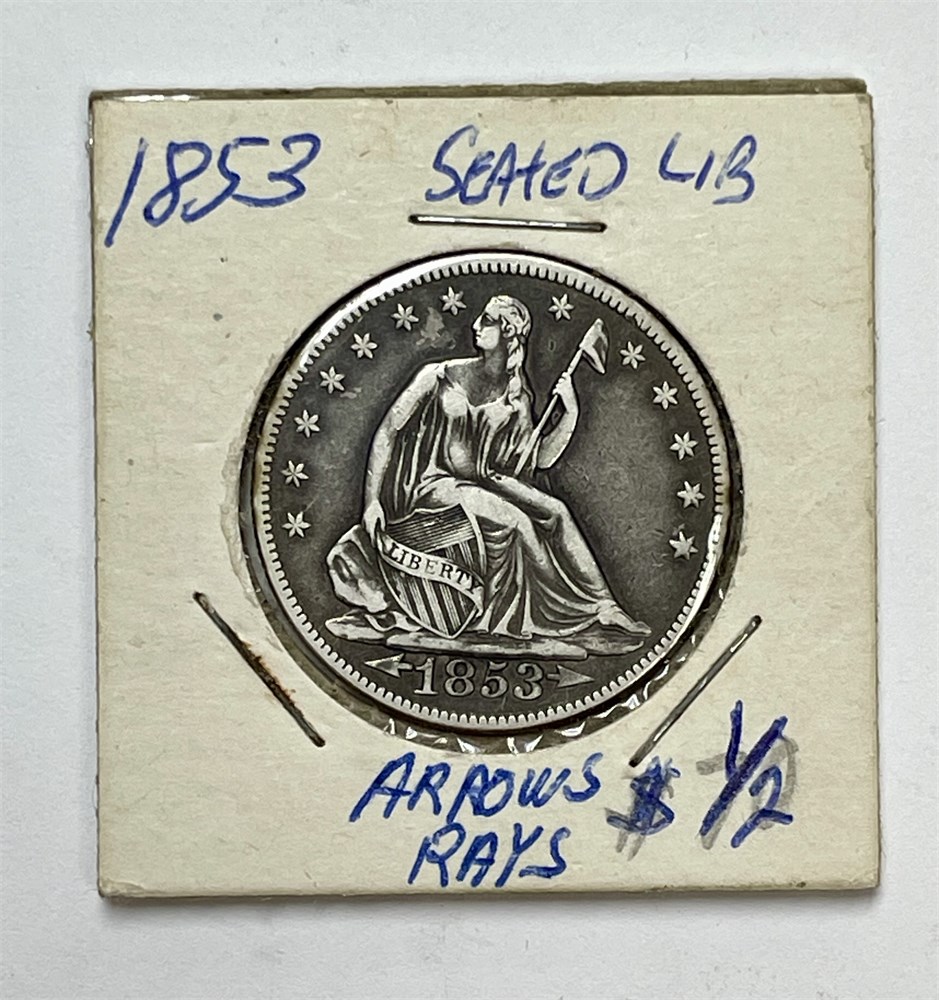 1853 SEATED LIB
LIBERTY
1853
ARROWS $ 1/2
RAYS